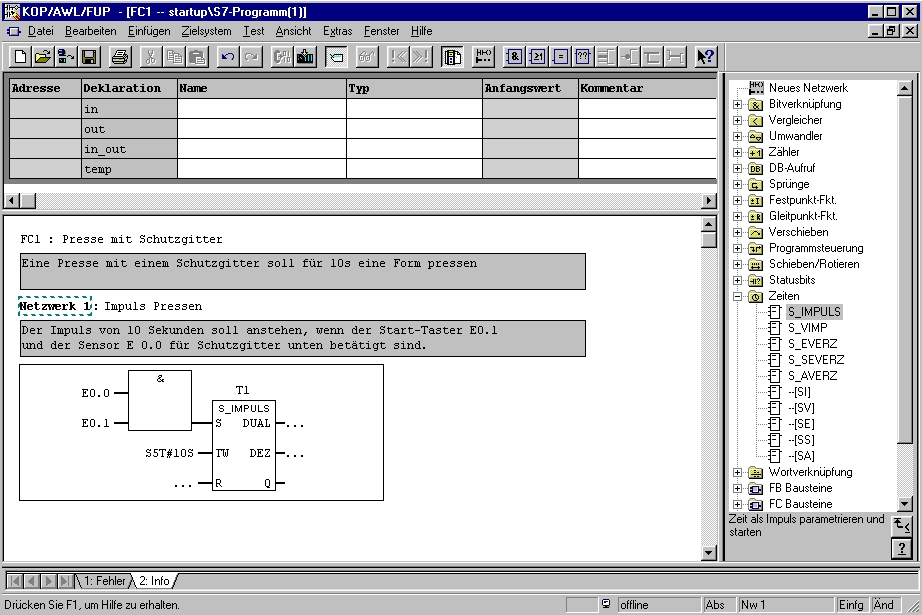 KOP/AWL/FUP - [FC1 -- startup\S7-Programm(1)]
Datei Bearbeiten Einfügen Zielsystem Test Ansicht Extras Fenster Hilfe
Adresse Deklaration Name Typ Anfangswert Kommentar
in
out
in_out
temp
FC1 : Presse mit Schutzgitter
Eine Presse mit einem Schutzgitter soll für 10s eine Form pressen
Netzwerk 1: Impuls Pressen
Der Impuls von 10 Sekunden soll anstehen, wenn der Start-Taster E0.1
und der Sensor E 0.0 für Schutzgitter unten betätigt sind.
&
E0.0
T1
S_IMPULS
E0.1
S DUAL ...
S5T#10S TW DEZ ...
... R Q
Neues Netzwerk
Bitverknüpfung
Vergleicher
Umwandler
Zähler
DB-Aufruf
Sprünge
Festpunkt-Fkt.
Gleitpunkt-Fkt.
Verschieben
Programmsteuerung
Schieben/Rotieren
Statusbits
Zeiten
S_IMPULS
S_VIMP
S_EVERZ
S_SEVERZ
S_AVERZ
--[SI]
--[SV]
--[SE]
--[SS]
--[SA]
Wortverknüpfung
FB Bausteine
FC Bausteine
Zeit als Impuls parametrieren und
starten
1: Fehler 2: Info
Drücken Sie F1, um Hilfe zu erhalten.
offline Abs Nw 1 Einfg Änd